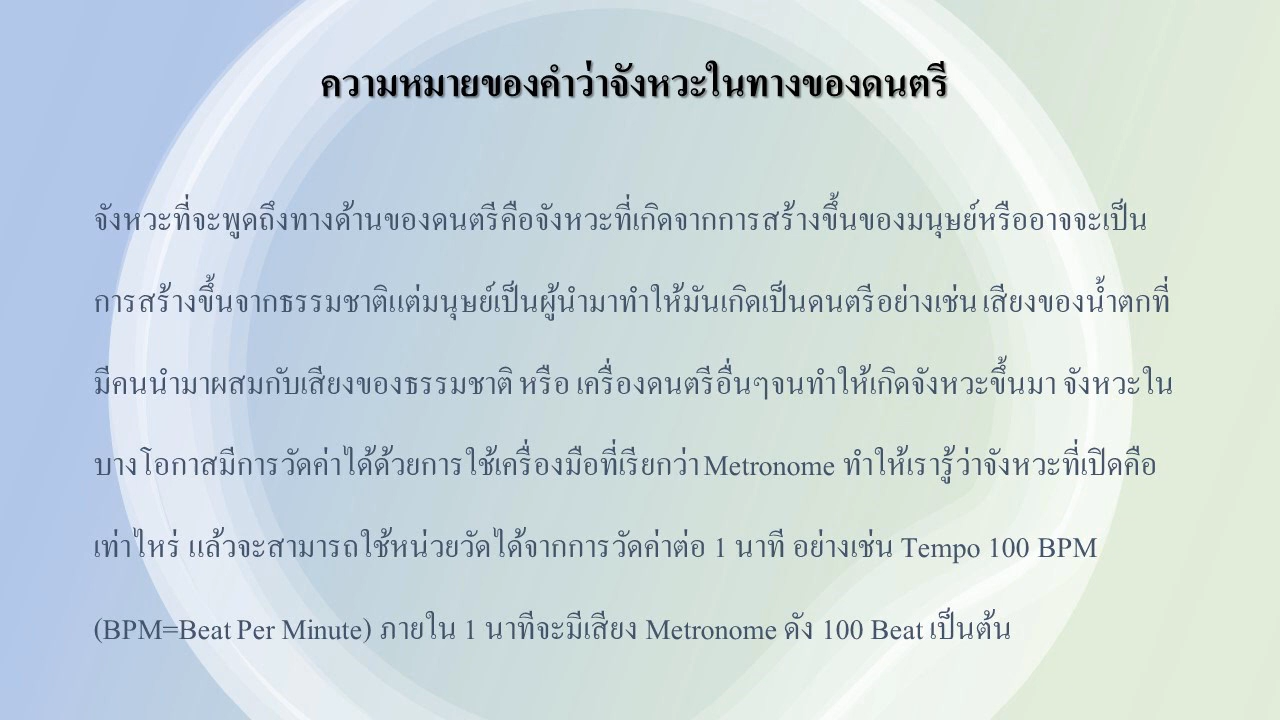 ความหมายของคำว่าจังหวะในทางของดนตรี
จังหวะที่จะพูดถึงทางด้านของดนตรีคือจังหวะที่เกิดจากการสร้างขึ้นของมนุษย์หรืออาจจะเป็น
การสร้างขึ้นจากธรรมชาติแต่มนุษย์เป็นผู้นำมาทำให้มันเกิดเป็นดนตรีอย่างเช่น เสียงของน้ำตกที่
มีคนนำมาผสมกับเสียงของธรรมชาติ หรือ เครื่องดนตรีอื่นๆจนทำให้เกิดจังหวะขึ้นมา จังหวะใน
บางโอกาสมีการวัดค่าได้ด้วยการใช้เครื่องมือที่เรียกว่า Metronome ทำให้เรารู้ว่าจังหวะที่เปิดคือ
เท่าไหร่ แล้วจะสามารถใช้หน่วยวัดได้จากการวัดค่าต่อ 1 นาที อย่างเช่น Tempo 100 BPM
(BPM=Beat Per Minute) ภายใน 1 นาทีจะมีเสียง Metronome ดัง 100 Beat เป็นต้น